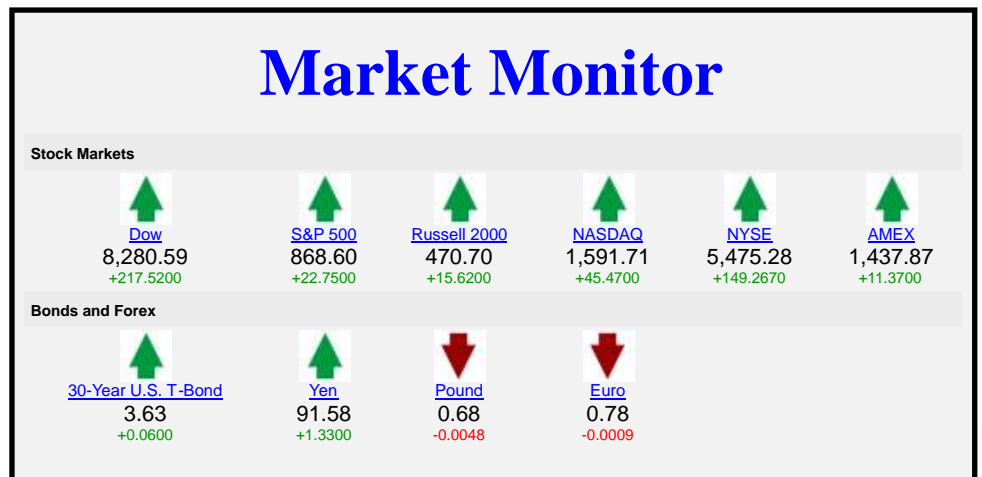 Market Monitor
Stock Markets
Dow S&P 500 Russell 2000 NASDAQ NYSE AMEX
8,280.59 868.60 470.70 1,591.71 5,475.28 1,437.87
+217.5200 +22.7500 +15.6200 +45.4700 +149.2670 +11.3700
Bonds and Forex
30-Year U.S. T-Bond Yen Pound Euro
3.63 91.58 0.68 0.78
+0.0600 +1.3300 -0.0048 -0.0009